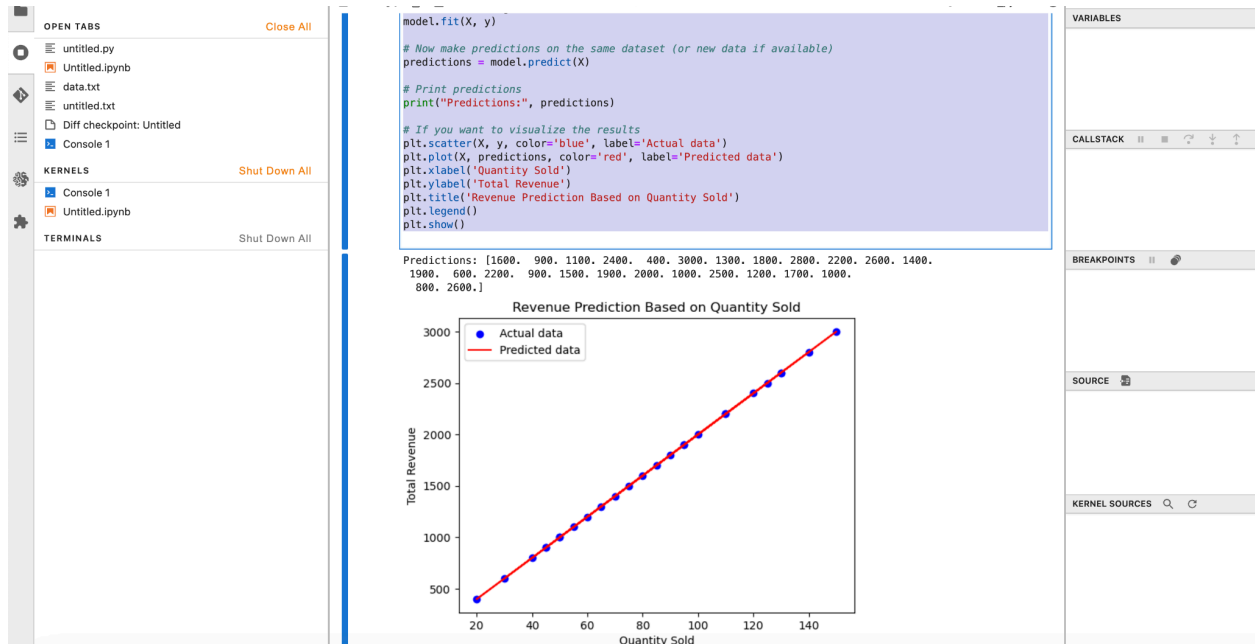 OPEN TABS
Close All
untitled.py
Untitled.ipynb
data.txt
untitled.txt
Diff checkpoint: Untitled
Console 1
KERNELS
Shut Down All
Console 1
Untitled.ipynb
TERMINALS
Shut Down All
model.fit(X, y)
# Now make predictions on the same dataset (or new data if available)
predictions = model.predict(X)
# Print predictions
print("Predictions:", predictions)
# If you want to visualize the results
plt.scatter(X, y, color='blue', label='Actual data')
plt.plot(X, predictions, color='red', label='Predicted data')
plt.xlabel('Quantity Sold')
plt.ylabel('Total Revenue')
plt.title('Revenue Prediction Based on Quantity Sold')
plt.legend()
plt.show()
Predictions: [1600.  900. 1100. 2400.  400. 3000. 1300. 1800. 2800. 2200. 2600. 1400.
1900.  600. 2200.  900. 1500. 1900. 2000. 1000. 2500. 1200. 1700. 1000.
800. 2600.]
Revenue Prediction Based on Quantity Sold
Actual data
Predicted data
3000
2500
2000
1500
1000
500
Total Revenue
20 40 60 80 100 120 140
Quantity Sold
VARIABLES
CALLSTACK
BREAKPOINTS
SOURCE
KERNEL SOURCES